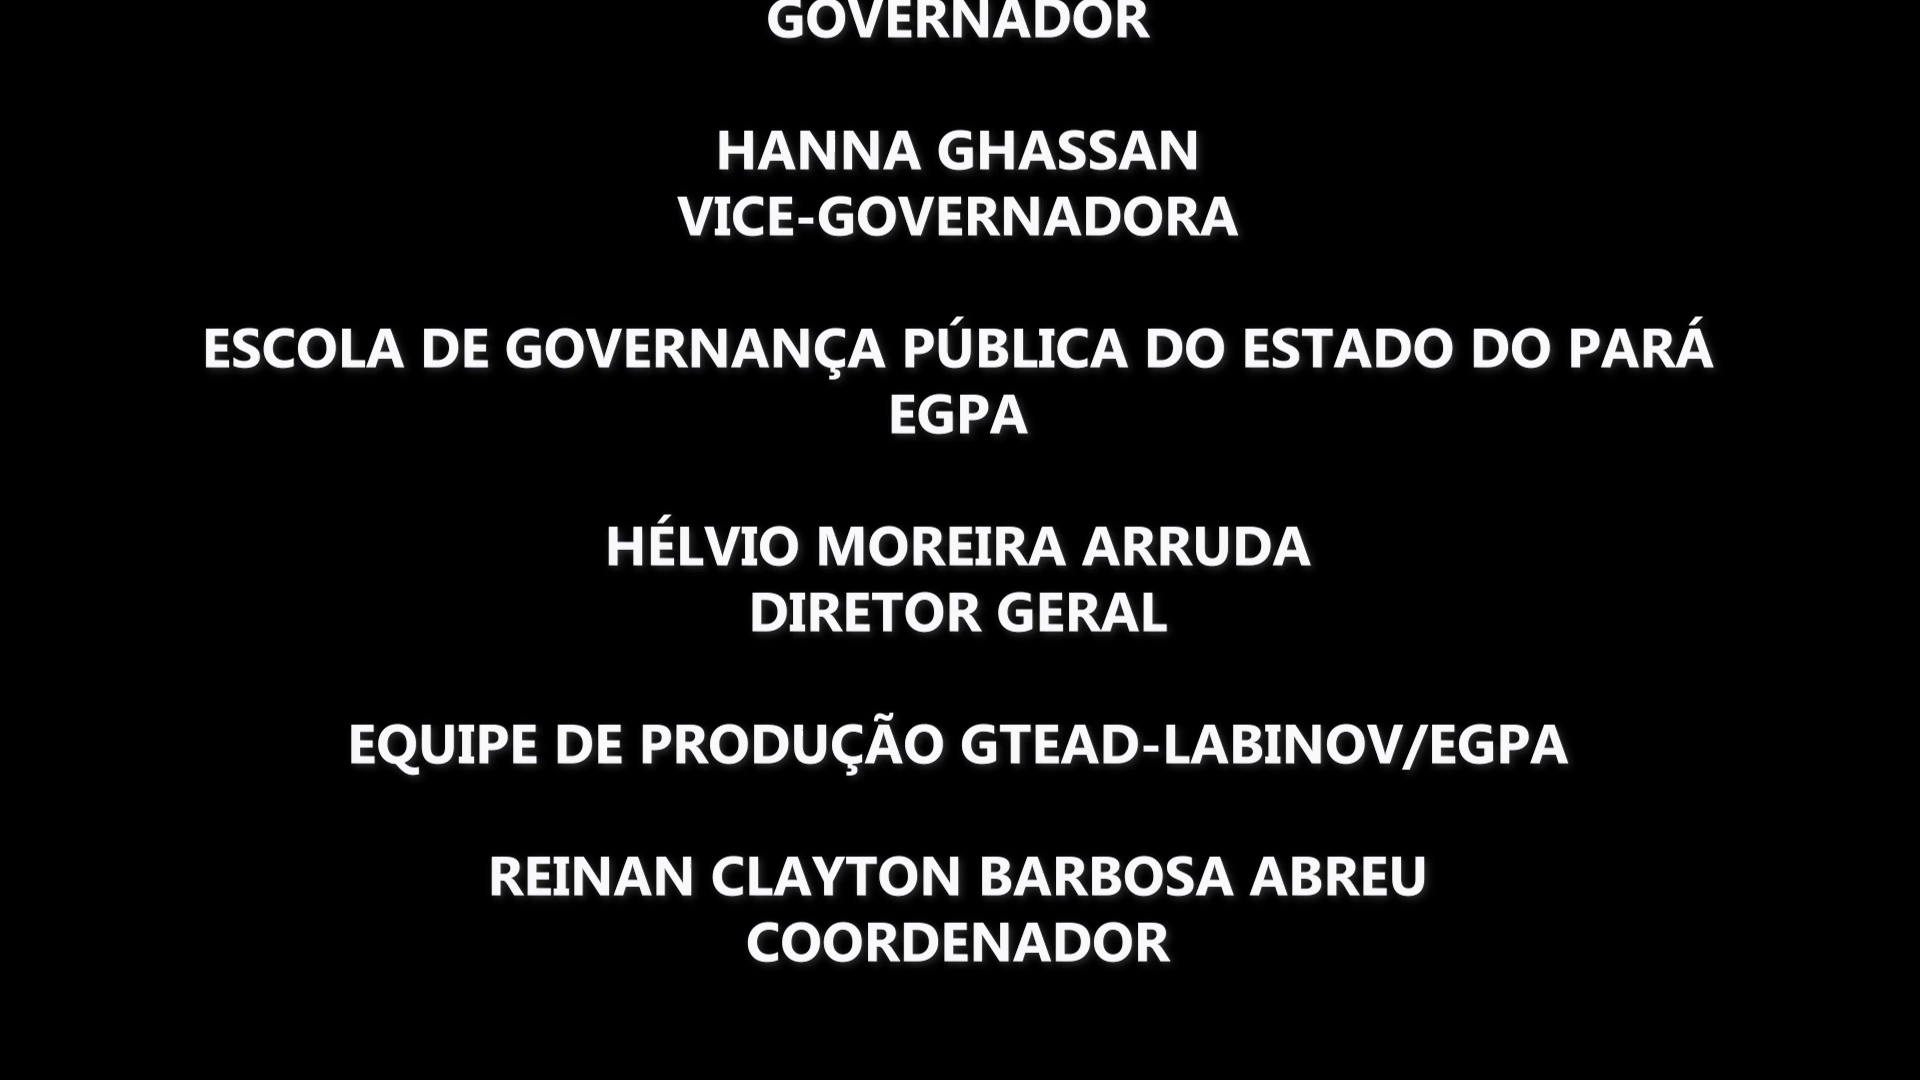 GOVERNADOR
HANNA GHASSAN
VICE-GOVERNADORA
ESCOLA DE GOVERNANÇA PÚBLICA DO ESTADO DO PARÁ
EGPA
HÉLVIO MOREIRA ARRUDA
DIRETOR GERAL
EQUIPE DE PRODUÇÃO GTEAD-LABINOV/EGPA
REINAN CLAYTON BARBOSA ABREU
COORDENADOR